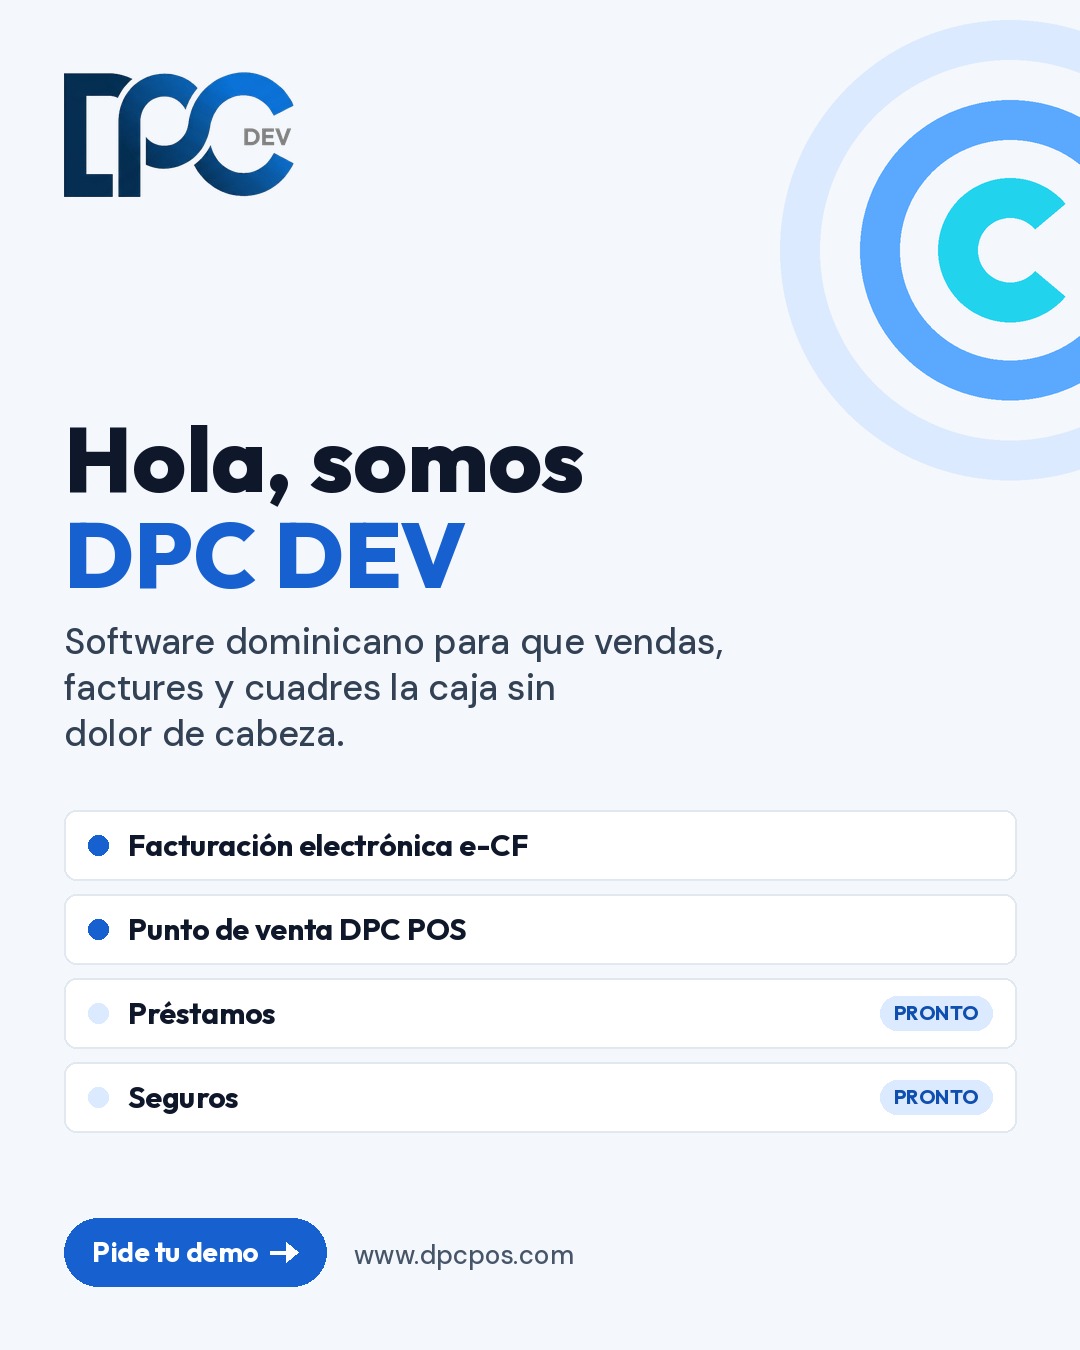 DPC
DEV
Hola, somos
DPC DEV
Software dominicano para que vendas,
factures y cuadres la caja sin
dolor de cabeza.
Facturación electrónica e-CF
Punto de venta DPC POS
Préstamos PRONTO
Seguros PRONTO
Pide tu demo → www.dpcpos.com